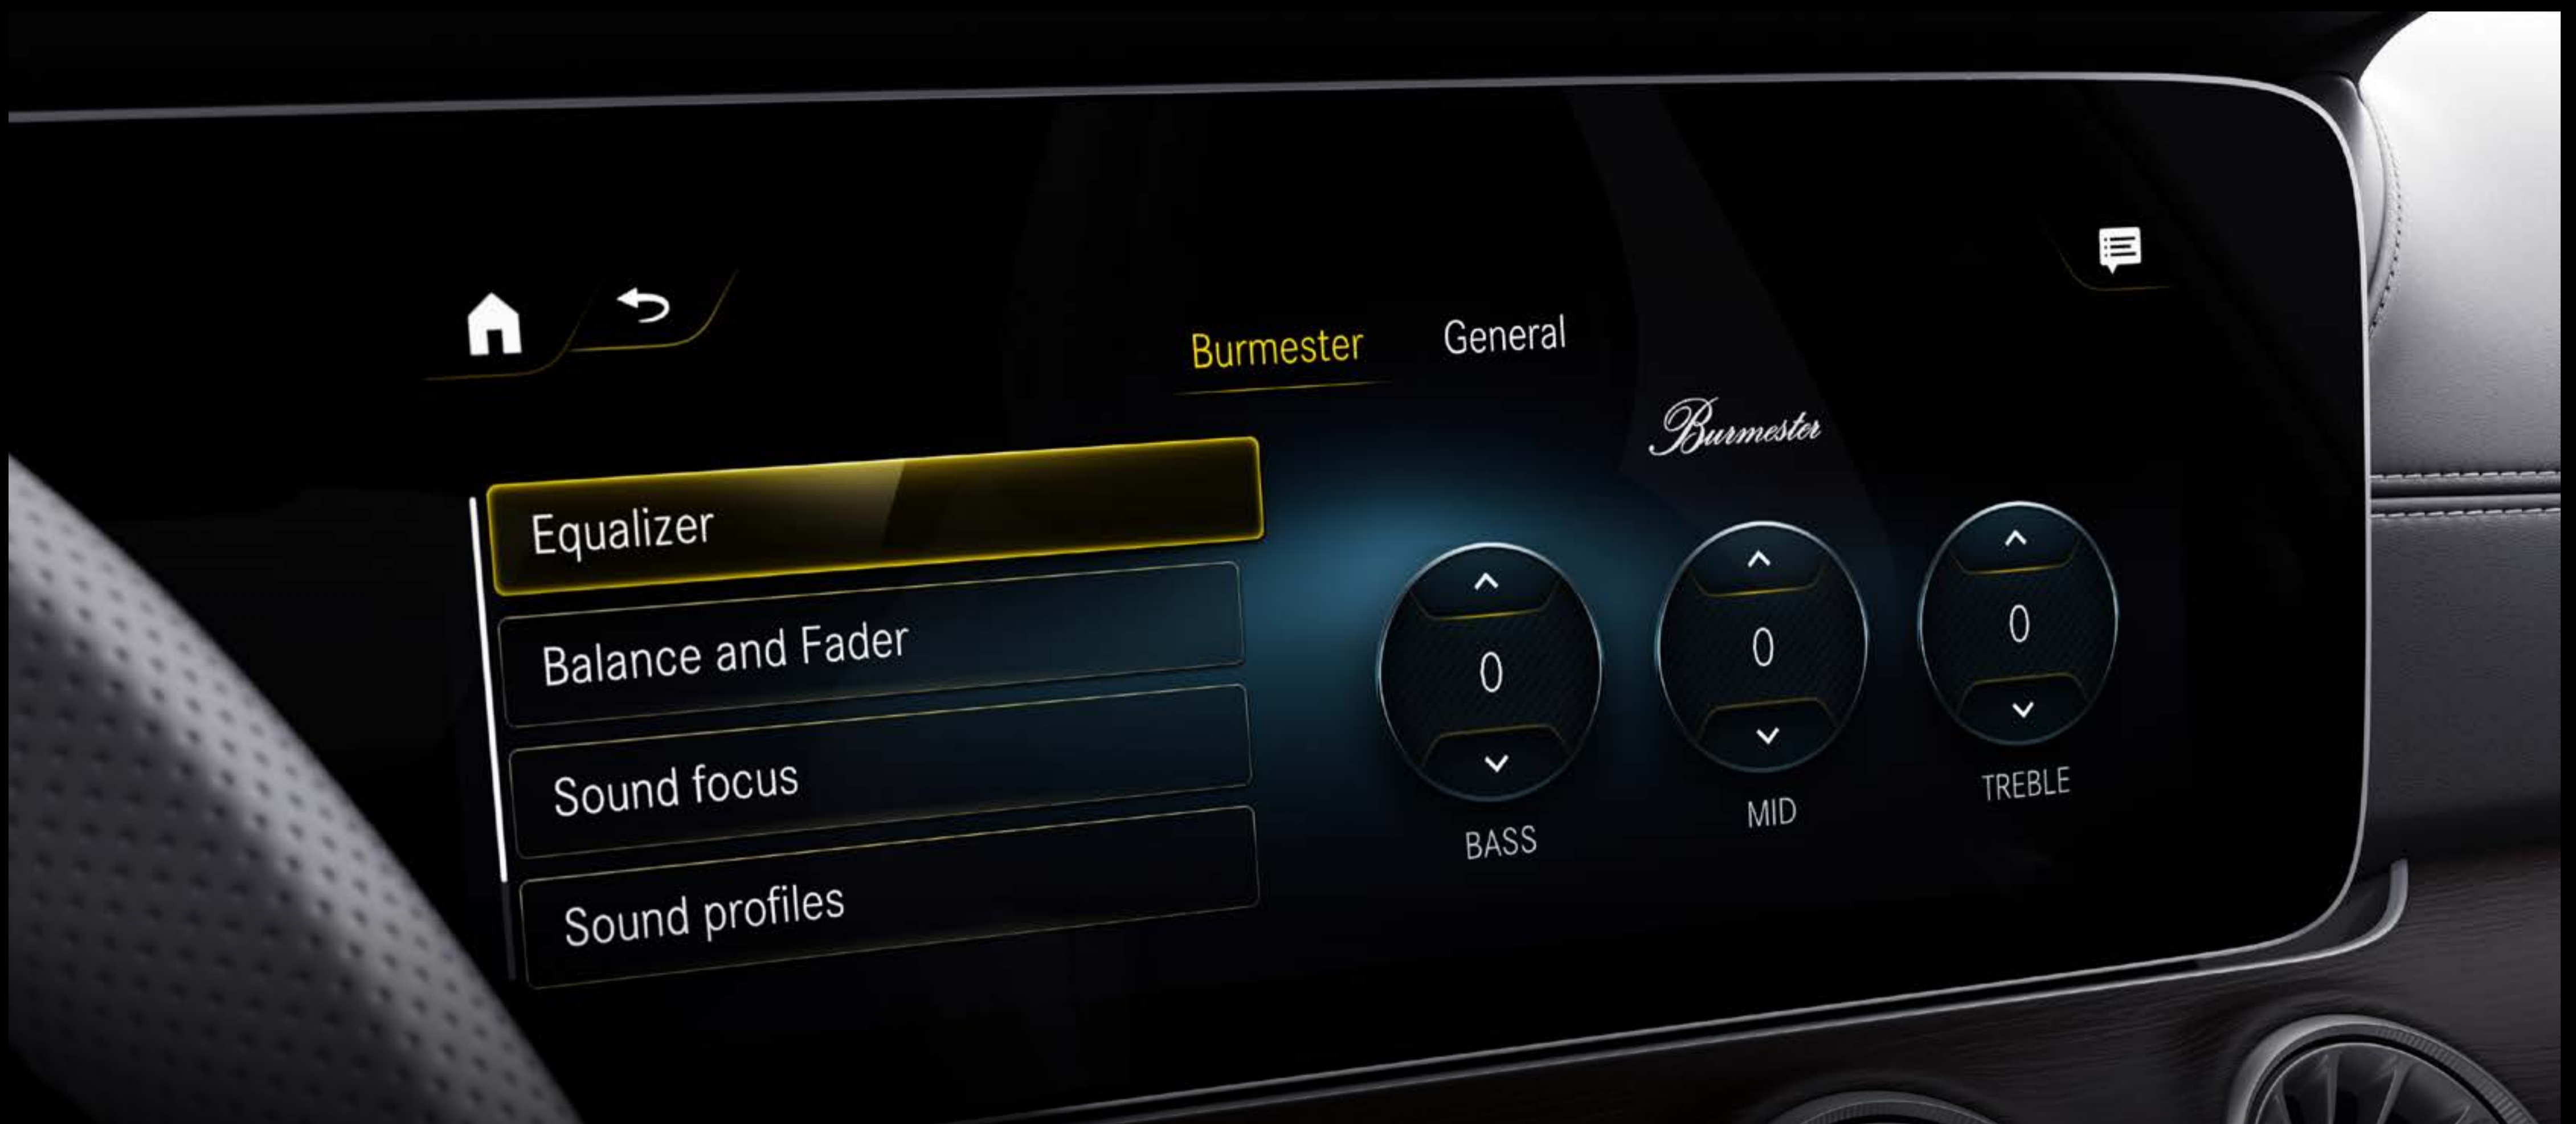 Burmester
General
Burmester
Equalizer
Balance and Fader
Sound focus
Sound profiles
0
0
0
BASS
MID
TREBLE